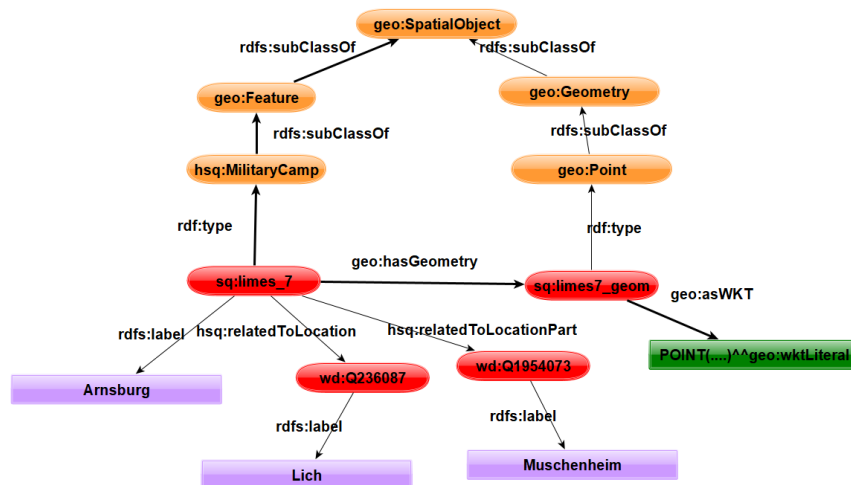 geo:SpatialObject
rdfs:subClassOf
rdfs:subClassOf
geo:Feature
geo:Geometry
rdfs:subClassOf
rdfs:subClassOf
hsq:MilitaryCamp
geo:Point
rdf:type
rdf:type
geo:hasGeometry
sq:limes_7
sq:limes7_geom
geo:asWKT
rdfs:label
hsq:relatedToLocation
hsq:relatedToLocationPart
POINT(....)^^geo:wktLiteral
wd:Q236087
wd:Q1954073
Arnsburg
rdfs:label
rdfs:label
Lich
Muschenheim